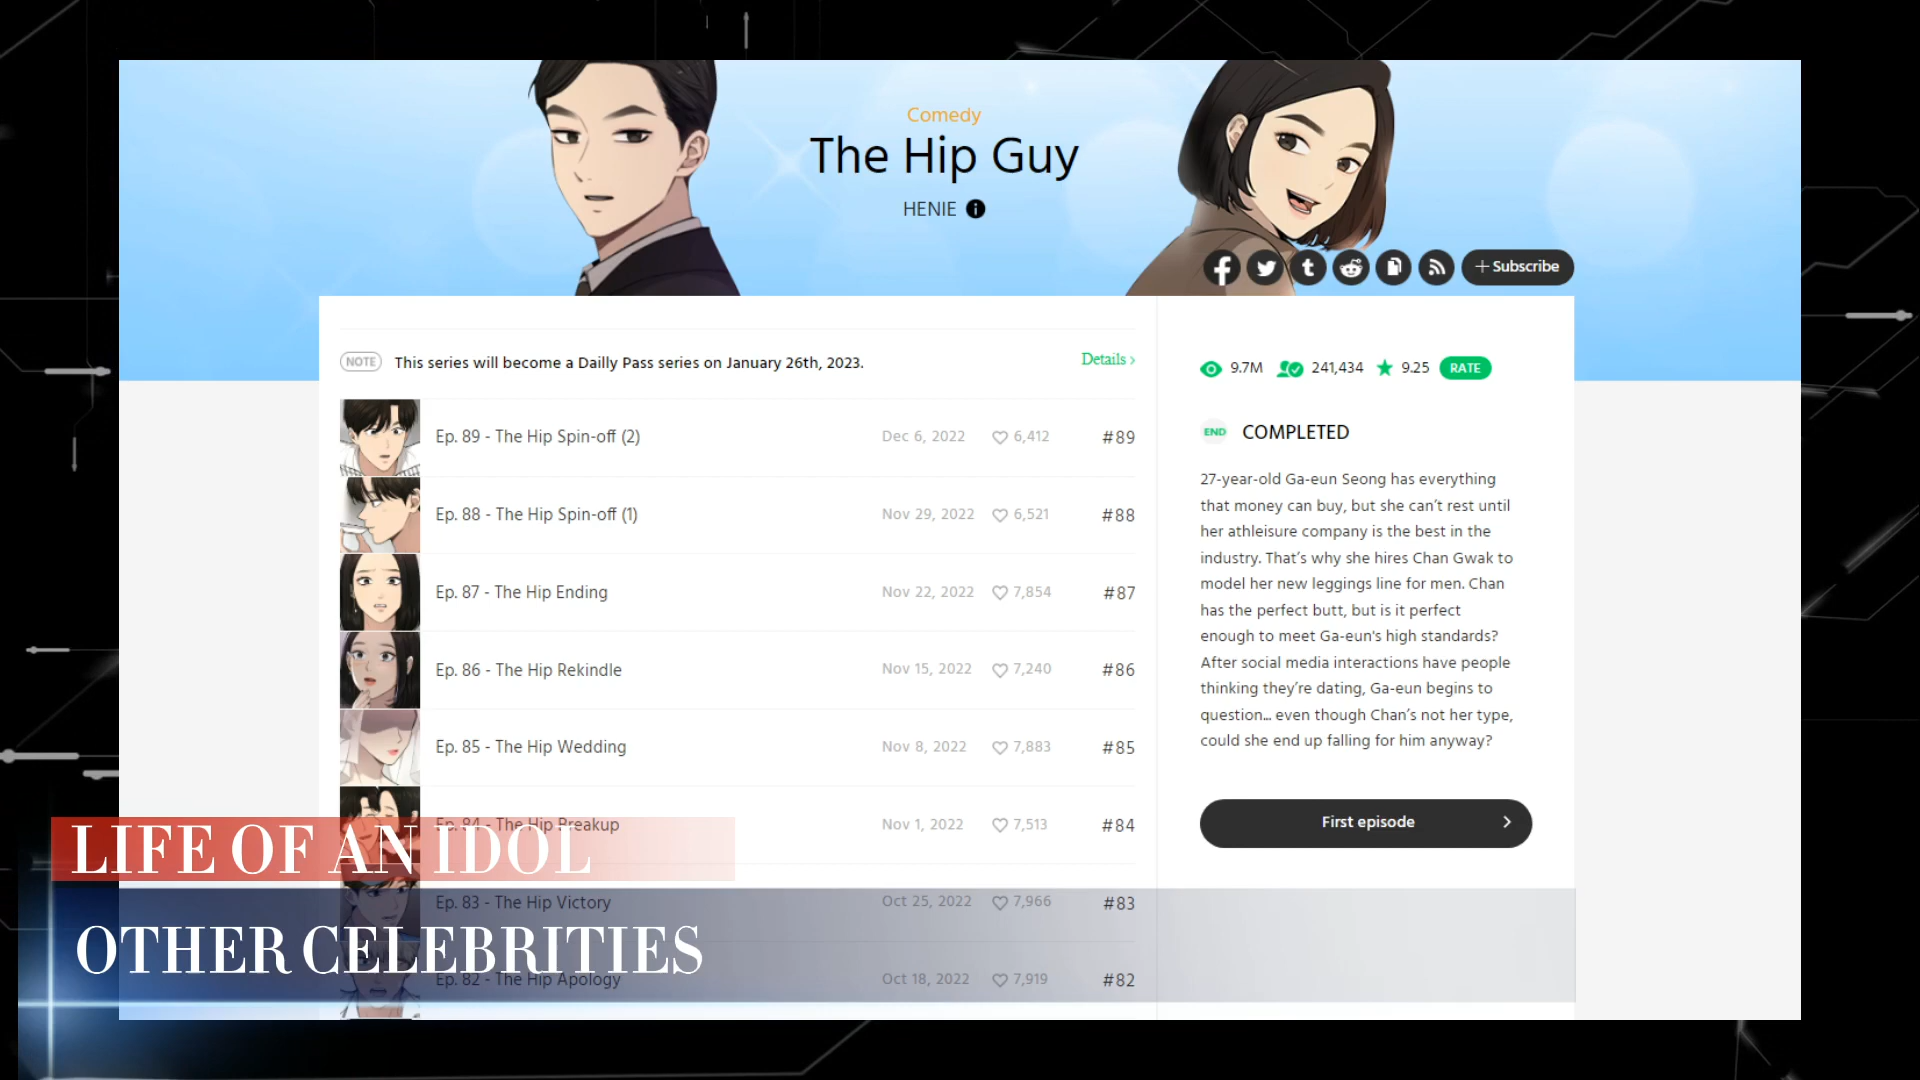 Comedy
The Hip Guy
HENIE
+ Subscribe
NOTE This series will become a Dailly Pass series on January 26th, 2023. Details >
9.7M 241,434 9.25 RATE
END COMPLETED
27-year-old Ga-eun Seong has everything
that money can buy, but she can’t rest until
her athleisure company is the best in the
industry. That’s why she hires Chan Gwak to
model her new leggings line for men. Chan
has the perfect butt, but is it perfect
enough to meet Ga-eun's high standards?
After social media interactions have people
thinking they’re dating, Ga-eun begins to
question... even though Chan’s not her type,
could she end up falling for him anyway?
First episode >
Ep. 89 - The Hip Spin-off (2) Dec 6, 2022 6,412 #89
Ep. 88 - The Hip Spin-off (1) Nov 29, 2022 6,521 #88
Ep. 87 - The Hip Ending Nov 22, 2022 7,854 #87
Ep. 86 - The Hip Rekindle Nov 15, 2022 7,240 #86
Ep. 85 - The Hip Wedding Nov 8, 2022 7,883 #85
Ep. 84 - The Hip Breakup Nov 1, 2022 7,513 #84
LIFE OF AN IDOL
Ep. 83 - The Hip Victory Oct 25, 2022 7,966 #83
OTHER CELEBRITIES
Ep. 82 - The Hip Apology Oct 18, 2022 7,919 #82